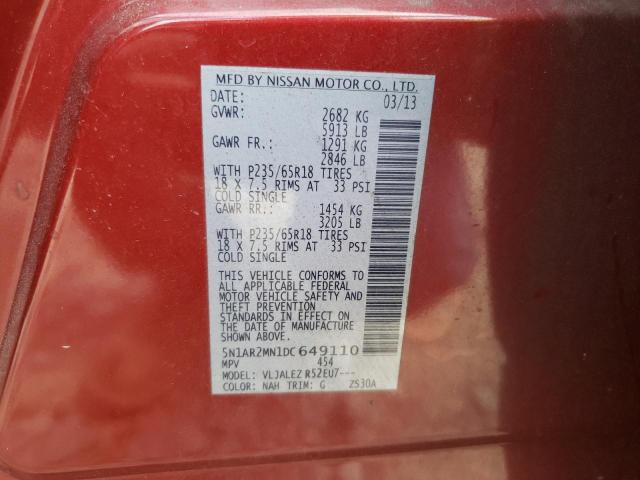 MFD BY NISSAN MOTOR CO., LTD.
DATE: 03/13
GVWR: 2682 KG
5913 LB
GAWR FR.: 1291 KG
2846 LB
WITH P235/65R18 TIRES
18 X 7.5 RIMS AT 33 PSI
COLD SINGLE
GAWR RR.: 1454 KG
3205 LB
WITH P235/65R18 TIRES
18 X 7.5 RIMS AT 33 PSI
COLD SINGLE
THIS VEHICLE CONFORMS TO
ALL APPLICABLE FEDERAL
MOTOR VEHICLE SAFETY AND
THEFT PREVENTION
STANDARDS IN EFFECT ON
THE DATE OF MANUFACTURE
SHOWN ABOVE.
5N1AR2MN1DC649110
MPV 454
MODEL: VLJALEZ R52EU7---
COLOR: NAH TRIM: G ZS30A